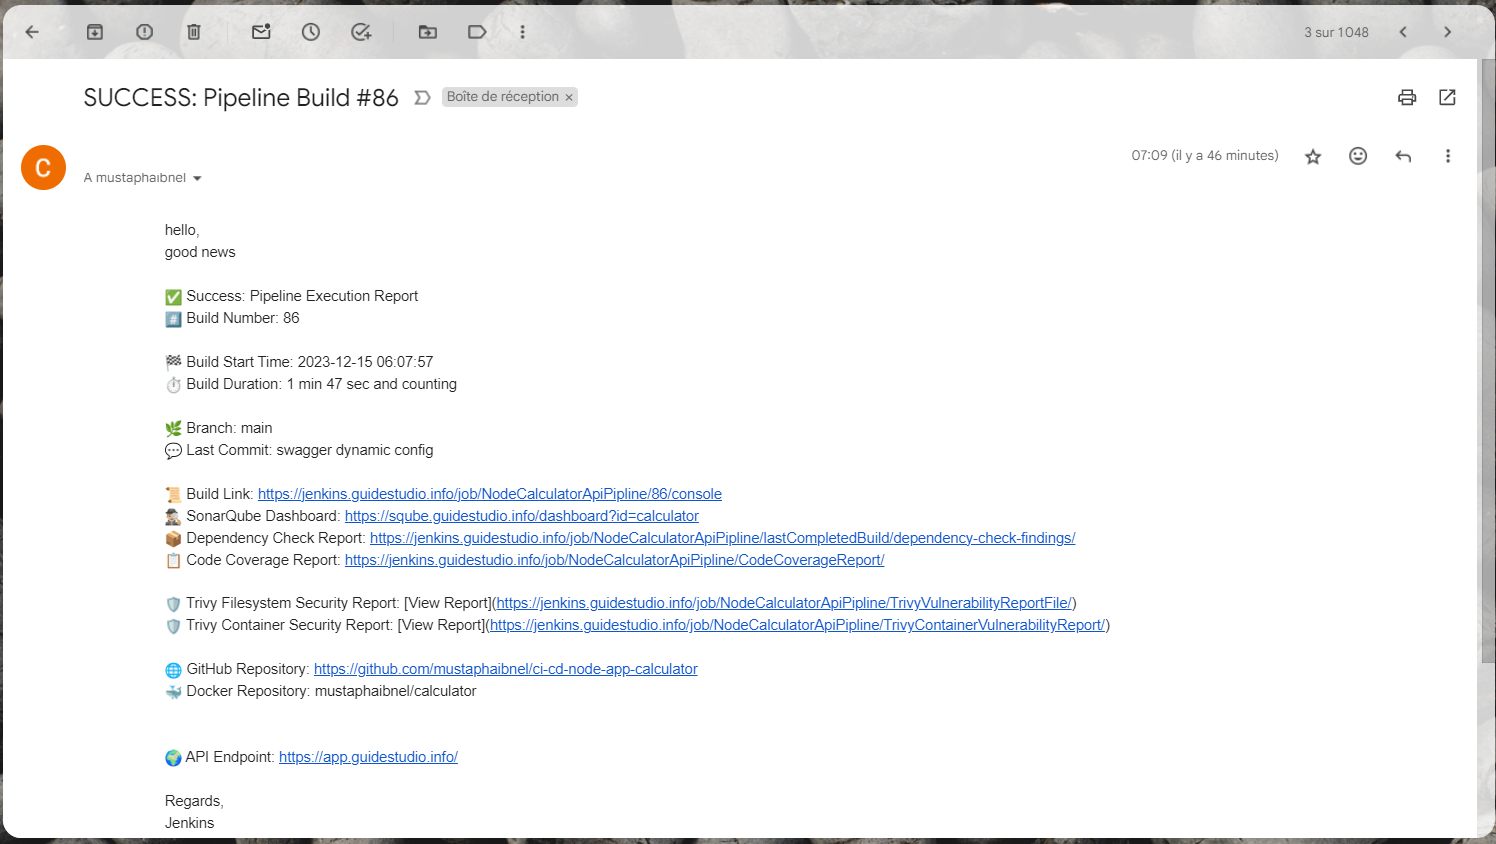 3 sur 1 048
SUCCESS: Pipeline Build #86
Boîte de réception ×
C
07:09 (il y a 46 minutes)
A mustaphaibnel
hello,
good news
✅ Success: Pipeline Execution Report
#️⃣ Build Number: 86
🏁 Build Start Time: 2023-12-15 06:07:57
⏱️ Build Duration: 1 min 47 sec and counting
🌿 Branch: main
💬 Last Commit: swagger dynamic config
📜 Build Link: https://jenkins.guidestudio.info/job/NodeCalculatorApiPipline/86/console
🕵️ SonarQube Dashboard: https://sqube.guidestudio.info/dashboard?id=calculator
📦 Dependency Check Report: https://jenkins.guidestudio.info/job/NodeCalculatorApiPipline/lastCompletedBuild/dependency-check-findings/
📋 Code Coverage Report: https://jenkins.guidestudio.info/job/NodeCalculatorApiPipline/CodeCoverageReport/
🛡️ Trivy Filesystem Security Report: [View Report](https://jenkins.guidestudio.info/job/NodeCalculatorApiPipline/TrivyVulnerabilityReportFile/)
🛡️ Trivy Container Security Report: [View Report](https://jenkins.guidestudio.info/job/NodeCalculatorApiPipline/TrivyContainerVulnerabilityReport/)
🌐 GitHub Repository: https://github.com/mustaphaibnel/ci-cd-node-app-calculator
🐳 Docker Repository: mustaphaibnel/calculator
🌍 API Endpoint: https://app.guidestudio.info/
Regards,
Jenkins